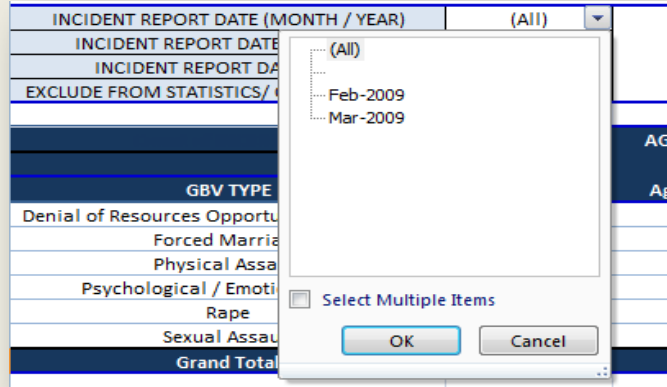 INCIDENT REPORT DATE (MONTH / YEAR) (All)
INCIDENT REPORT DATE
INCIDENT REPORT DA
EXCLUDE FROM STATISTICS/
(All)
Feb-2009
Mar-2009
AG
GBV TYPE Ag
Denial of Resources Opportu
Forced Marria
Physical Assa
Psychological / Emoti
Rape
Sexual Assau
Grand Total
Select Multiple Items
OK Cancel